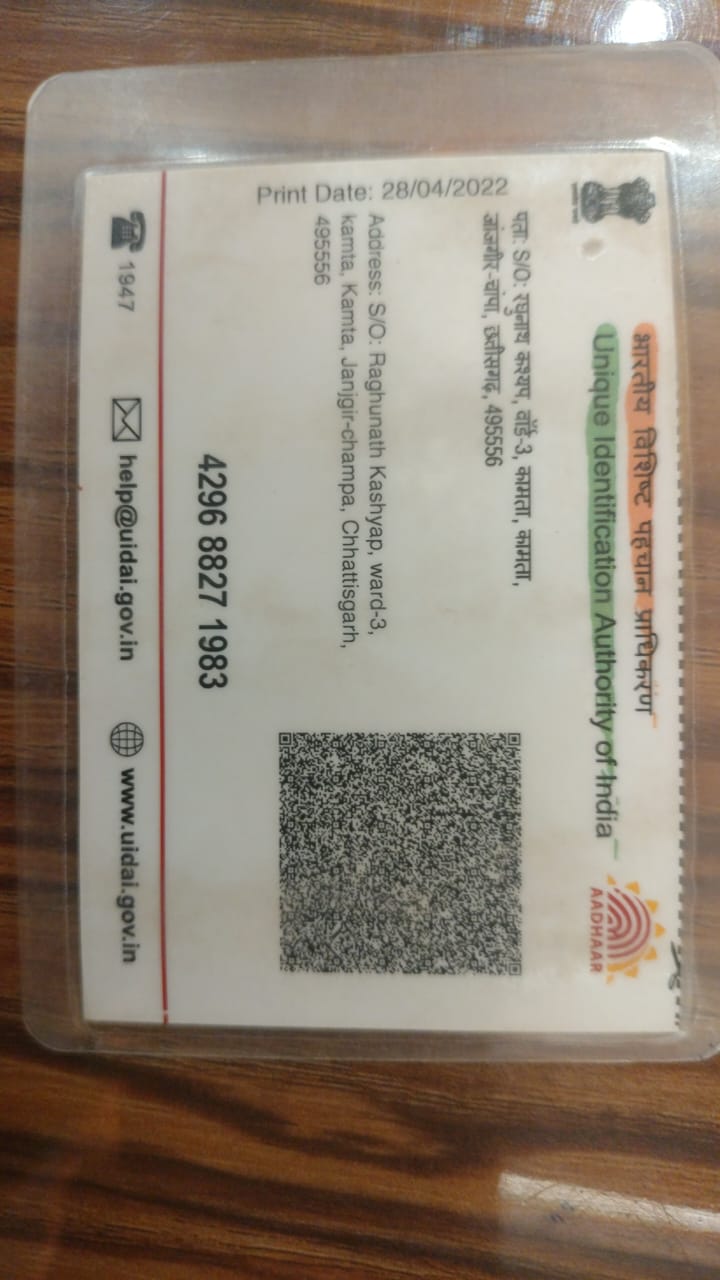 भारतीय विशिष्ट पहचान प्राधिकरण
Unique Identification Authority of India
AADHAAR
पता: S/O: रघुनाथ कश्यप, वॉर्ड-3, कामता, कामता,
जांजगीर-चांपा, छत्तीसगढ़, 495556
Print Date: 28/04/2022
Address: S/O: Raghunath Kashyap, ward-3,
kamta, Kamta, Janjgir-champa, Chhattisgarh,
495556
4296 8827 1983
1947
help@uidai.gov.in
www.uidai.gov.in